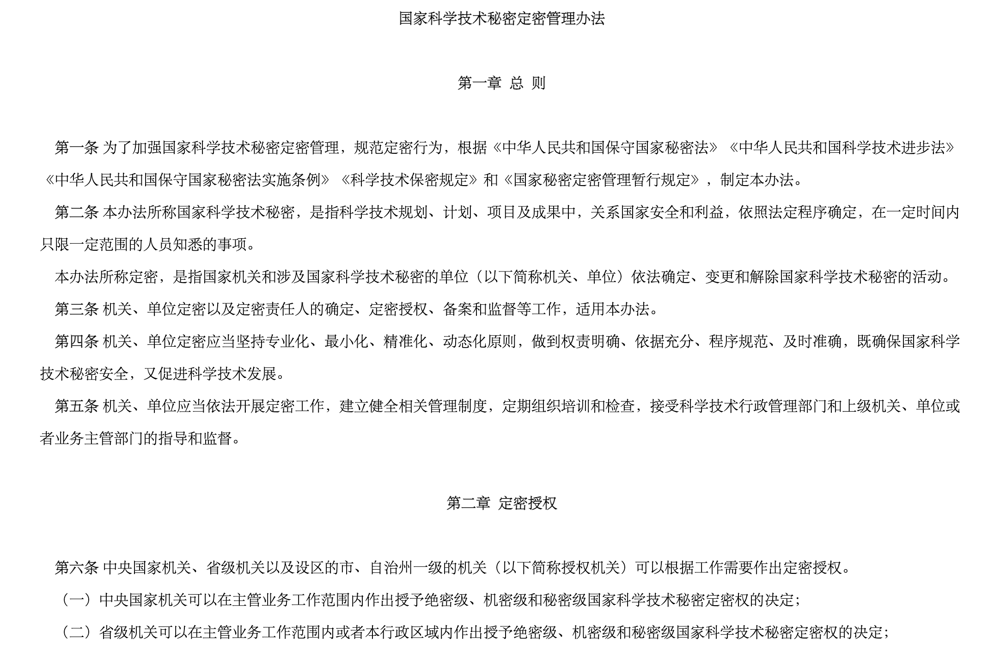 国家科学技术秘密定密管理办法
第一章 总 则
第一条 为了加强国家科学技术秘密定密管理，规范定密行为，根据《中华人民共和国保守国家秘密法》《中华人民共和国科学技术进步法》
《中华人民共和国保守国家秘密法实施条例》《科学技术保密规定》和《国家秘密定密管理暂行规定》，制定本办法。
第二条 本办法所称国家科学技术秘密，是指科学技术规划、计划、项目及成果中，关系国家安全和利益，依照法定程序确定，在一定时间内
只限一定范围的人员知悉的事项。
本办法所称定密，是指国家机关和涉及国家科学技术秘密的单位（以下简称机关、单位）依法确定、变更和解除国家科学技术秘密的活动。
第三条 机关、单位定密以及定密责任人的确定、定密授权、备案和监督等工作，适用本办法。
第四条 机关、单位定密应当坚持专业化、最小化、精准化、动态化原则，做到权责明确、依据充分、程序规范、及时准确，既确保国家科学
技术秘密安全，又促进科学技术发展。
第五条 机关、单位应当依法开展定密工作，建立健全相关管理制度，定期组织培训和检查，接受科学技术行政管理部门和上级机关、单位或
者业务主管部门的指导和监督。
第二章 定密授权
第六条 中央国家机关、省级机关以及设区的市、自治州一级的机关（以下简称授权机关）可以根据工作需要作出定密授权。
（一）中央国家机关可以在主管业务工作范围内作出授予绝密级、机密级和秘密级国家科学技术秘密定密权的决定；
（二）省级机关可以在主管业务工作范围内或者本行政区域内作出授予绝密级、机密级和秘密级国家科学技术秘密定密权的决定；